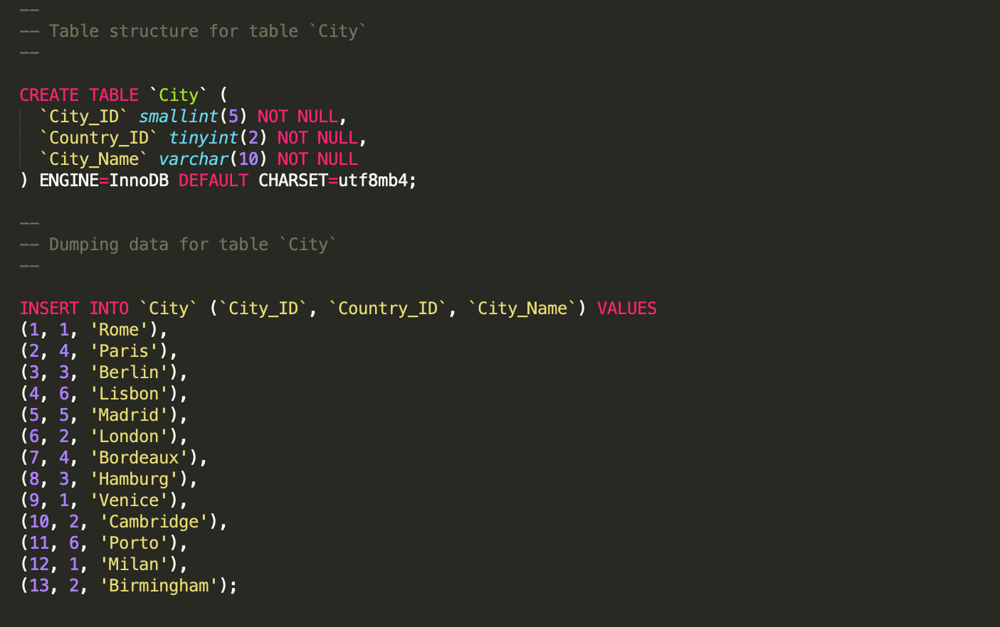 --
-- Table structure for table `City`
--
CREATE TABLE `City` (
  `City_ID` smallint(5) NOT NULL,
  `Country_ID` tinyint(2) NOT NULL,
  `City_Name` varchar(10) NOT NULL
) ENGINE=InnoDB DEFAULT CHARSET=utf8mb4;
--
-- Dumping data for table `City`
--
INSERT INTO `City` (`City_ID`, `Country_ID`, `City_Name`) VALUES
(1, 1, 'Rome'),
(2, 4, 'Paris'),
(3, 3, 'Berlin'),
(4, 6, 'Lisbon'),
(5, 5, 'Madrid'),
(6, 2, 'London'),
(7, 4, 'Bordeaux'),
(8, 3, 'Hamburg'),
(9, 1, 'Venice'),
(10, 2, 'Cambridge'),
(11, 6, 'Porto'),
(12, 1, 'Milan'),
(13, 2, 'Birmingham');